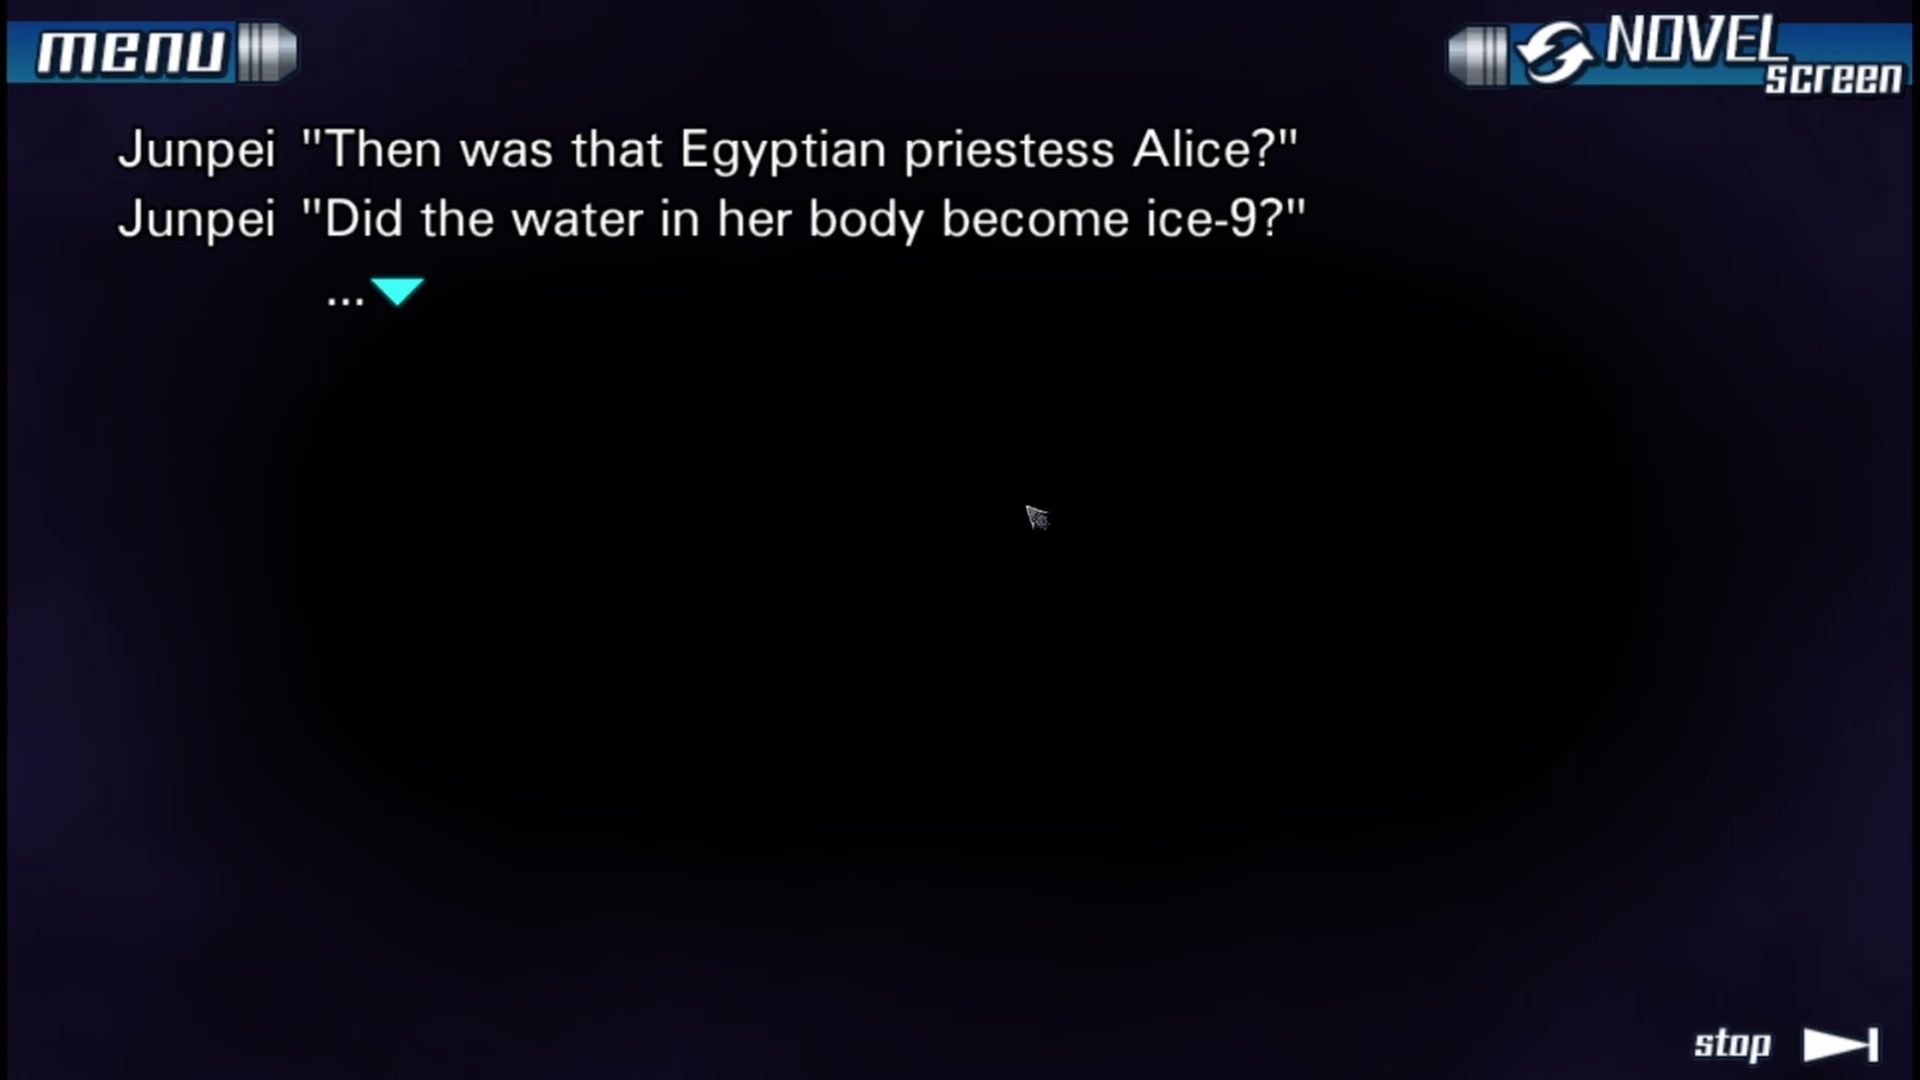 menu
NOVEL
screen
Junpei "Then was that Egyptian priestess Alice?"
Junpei "Did the water in her body become ice-9?"
...
stop